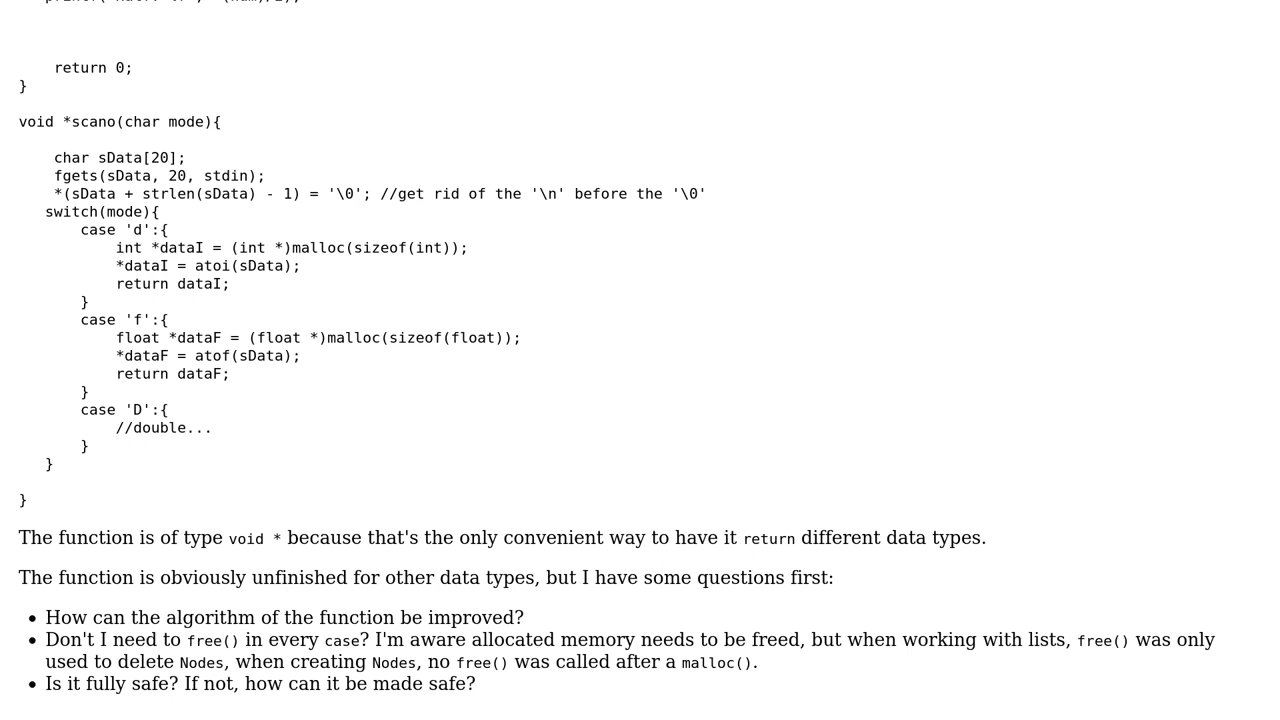 return 0;
}
void *scano(char mode){
char sData[20];
fgets(sData, 20, stdin);
*(sData + strlen(sData) - 1) = '\0'; //get rid of the '\n' before the '\0'
switch(mode){
case 'd':{
int *dataI = (int *)malloc(sizeof(int));
*dataI = atoi(sData);
return dataI;
}
case 'f':{
float *dataF = (float *)malloc(sizeof(float));
*dataF = atof(sData);
return dataF;
}
case 'D':{
//double...
}
}
}
The function is of type void * because that's the only convenient way to have it return different data types.
The function is obviously unfinished for other data types, but I have some questions first:
• How can the algorithm of the function be improved?
• Don't I need to free() in every case? I'm aware allocated memory needs to be freed, but when working with lists, free() was only
used to delete Nodes, when creating Nodes, no free() was called after a malloc().
• Is it fully safe? If not, how can it be made safe?